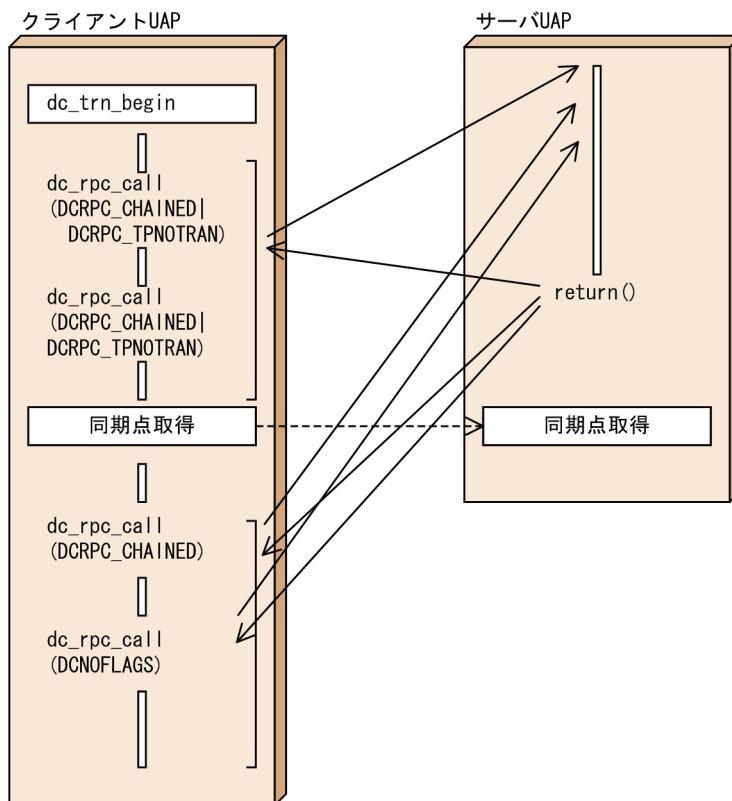 クライアントUAP
サーバUAP
dc_trn_begin
dc_rpc_call
(DCRPC_CHAINED|
DCRPC_TPNOTRAN)
return()
dc_rpc_call
(DCRPC_CHAINED|
DCRPC_TPNOTRAN)
同期点取得
同期点取得
dc_rpc_call
(DCRPC_CHAINED)
dc_rpc_call
(DCNOFLAGS)